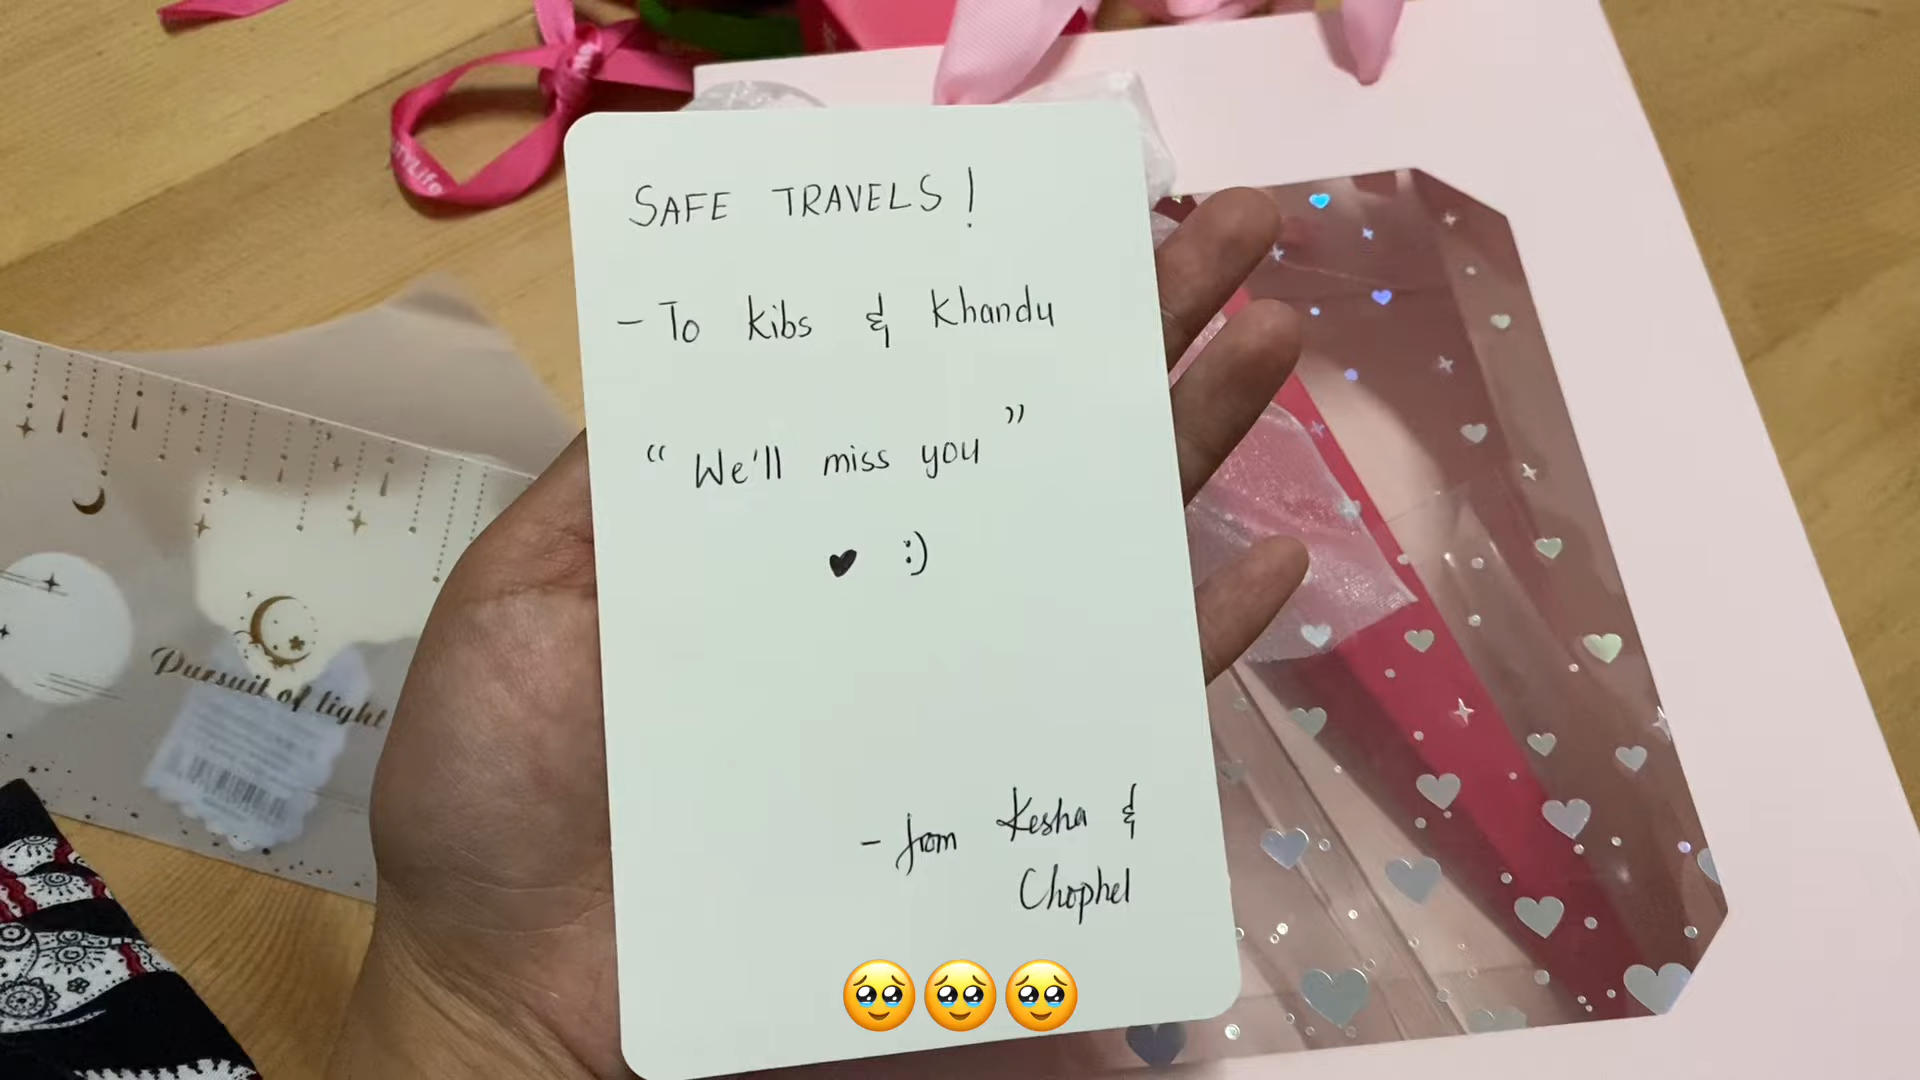 SAFE TRAVELS!
- To Kibs & Khandu
"We'll miss you"
♥ :)
- from Kesha &
Chophel
🥹🥹🥹
Pursuit of light